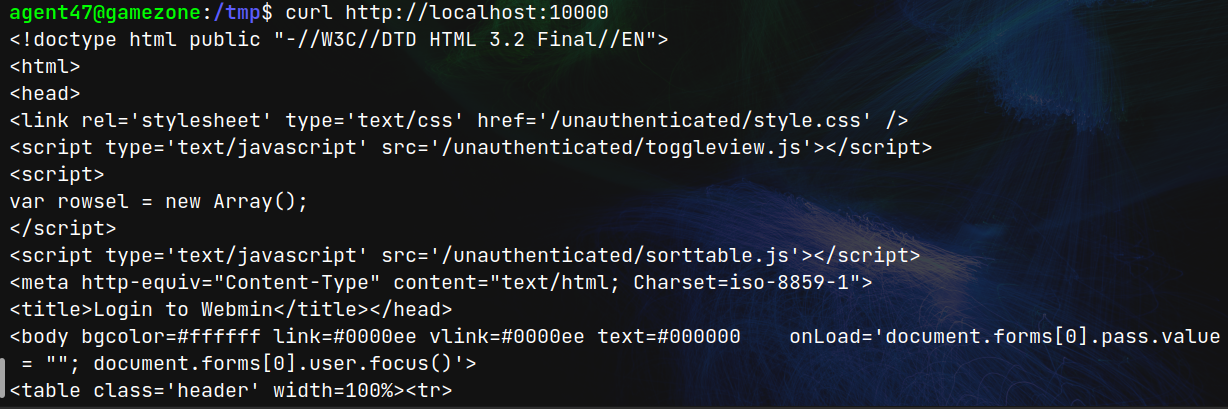 agent47@gamezone:/tmp$ curl http://localhost:10000
<!doctype html public "-//W3C//DTD HTML 3.2 Final//EN">
<html>
<head>
<link rel='stylesheet' type='text/css' href='/unauthenticated/style.css' />
<script type='text/javascript' src='/unauthenticated/toggleview.js'></script>
<script>
var rowsel = new Array();
</script>
<script type='text/javascript' src='/unauthenticated/sorttable.js'></script>
<meta http-equiv="Content-Type" content="text/html; Charset=iso-8859-1">
<title>Login to Webmin</title></head>
<body bgcolor=#ffffff link=#0000ee vlink=#0000ee text=#000000    onLoad='document.forms[0].pass.value
 = ""; document.forms[0].user.focus()'>
<table class='header' width=100%><tr>